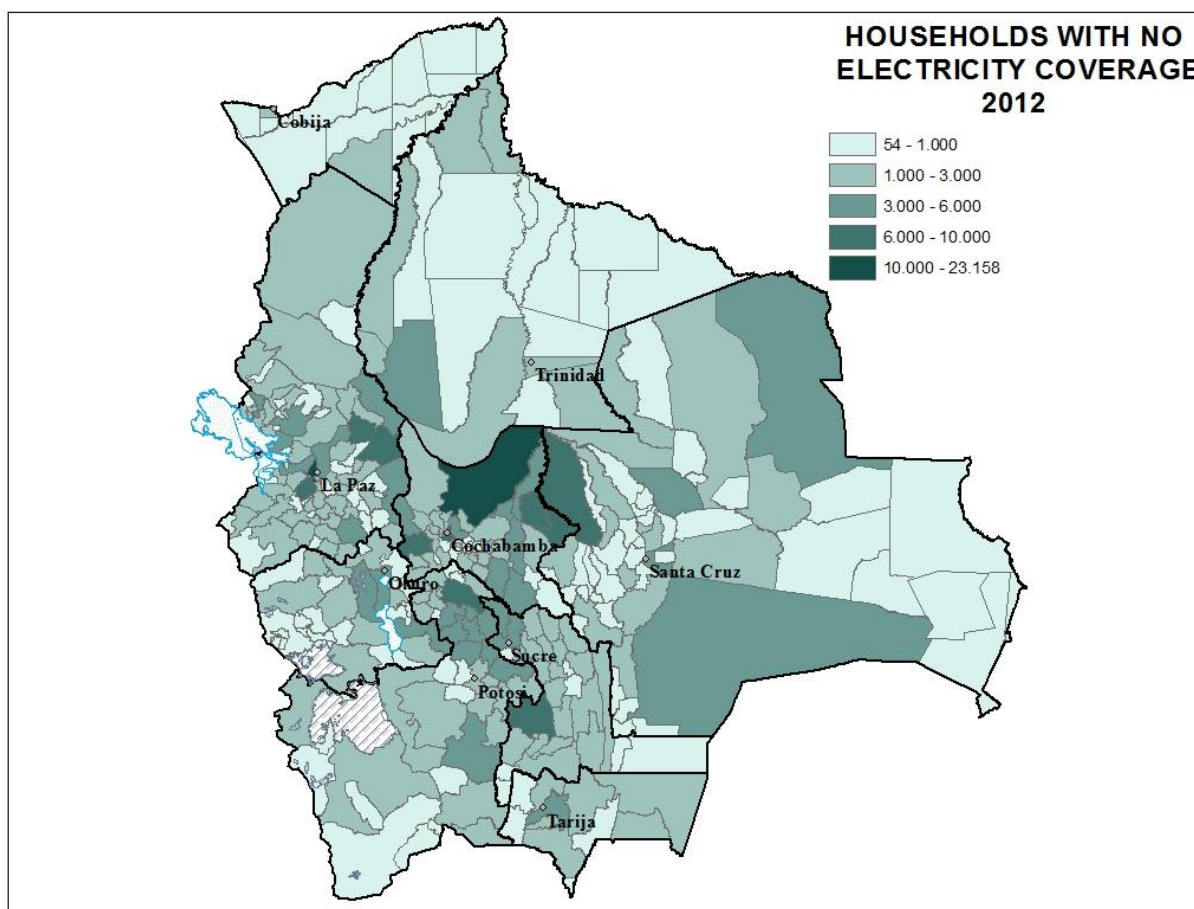 HOUSEHOLDS WITH NO
ELECTRICITY COVERAGE
2012
54 - 1.000
1.000 - 3.000
3.000 - 6.000
6.000 - 10.000
10.000 - 23.158
Cobija
Trinidad
La Paz
Cochabamba
Santa Cruz
Oruro
Sucre
Potosi
Tarija